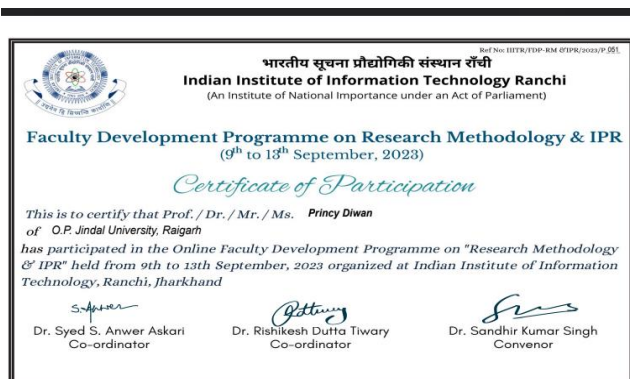 Ref No: IIITR/FDP-RM &IPR/2023/P 051
भारतीय सूचना प्रौद्योगिकी संस्थान राँची
Indian Institute of Information Technology Ranchi
(An Institute of National Importance under an Act of Parliament)
Faculty Development Programme on Research Methodology & IPR
(9th to 13th September, 2023)
Certificate of Participation
This is to certify that Prof. / Dr. / Mr. / Ms. Princy Diwan
of O.P. Jindal University, Raigarh
has participated in the Online Faculty Development Programme on "Research Methodology
& IPR" held from 9th to 13th September, 2023 organized at Indian Institute of Information
Technology, Ranchi, Jharkhand
S. Anwer
Dr. Syed S. Anwer Askari
Co-ordinator
Dr. Rishikesh Dutta Tiwary
Co-ordinator
Dr. Sandhir Kumar Singh
Convenor